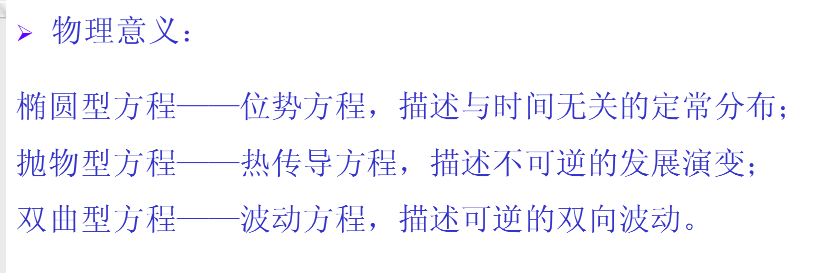 ➢ 物理意义：
椭圆型方程——位势方程，描述与时间无关的定常分布；
抛物型方程——热传导方程，描述不可逆的发展演变；
双曲型方程——波动方程，描述可逆的双向波动。